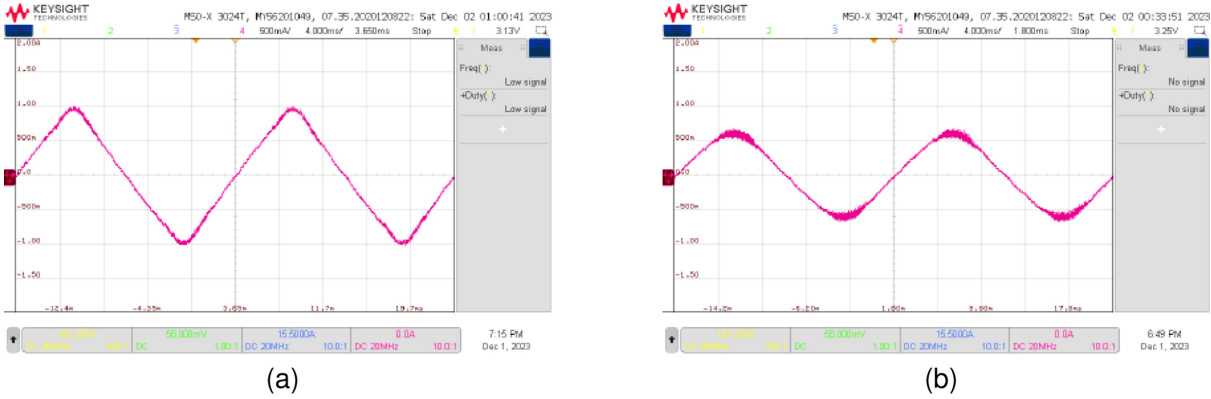 KEYSIGHT
TECHNOLOGIES
MSO-X 3024T, MY56201049, 07.35.2020120822: Sat Dec 02 01:00:41 2023
1 2 3 4 500mA/ 4.000ms/ 3.650ms Stop 3.13V
2.00A
1.50
1.00
500m
0.0
-500m
-1.00
-1.50
-12.4m -4.35m 3.65m 11.7m 19.7ms
Meas
Freq( ):
Low signal
+Duty( ):
Low signal
56.000mV 15.5000A 0.0A
DC 1.00:1 DC 20MHz 10.0:1 DC 20MHz 10.0:1
7:15 PM
Dec 1, 2023
(a)
KEYSIGHT
TECHNOLOGIES
MSO-X 3024T, MY56201049, 07.35.2020120822: Sat Dec 02 00:33:51 2023
1 2 3 4 500mA/ 4.000ms/ 1.800ms Stop 3.25V
2.00A
1.50
1.00
500m
0.0
-500m
-1.00
-1.50
-14.2m -6.20m 1.80m 9.80m 17.8ms
Meas
Freq( ):
No signal
+Duty( ):
No signal
56.000mV 15.5000A 0.0A
DC 1.00:1 DC 20MHz 10.0:1 DC 20MHz 10.0:1
6:49 PM
Dec 1, 2023
(b)